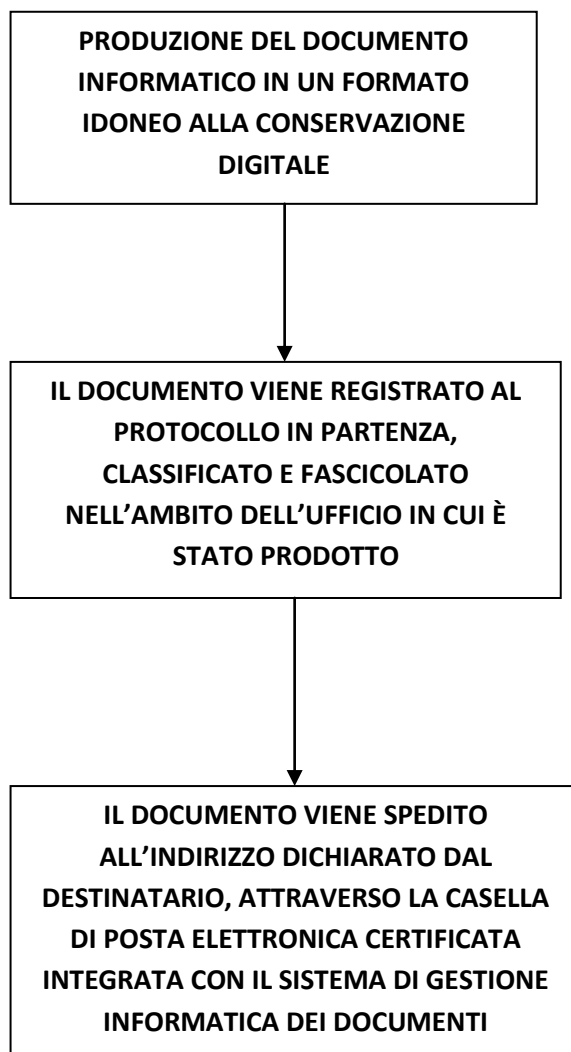 PRODUZIONE DEL DOCUMENTO
INFORMATICO IN UN FORMATO
IDONEO ALLA CONSERVAZIONE
DIGITALE
IL DOCUMENTO VIENE REGISTRATO AL
PROTOCOLLO IN PARTENZA,
CLASSIFICATO E FASCICOLATO
NELL’AMBITO DELL’UFFICIO IN CUI È
STATO PRODOTTO
IL DOCUMENTO VIENE SPEDITO
ALL’INDIRIZZO DICHIARATO DAL
DESTINATARIO, ATTRAVERSO LA CASELLA
DI POSTA ELETTRONICA CERTIFICATA
INTEGRATA CON IL SISTEMA DI GESTIONE
INFORMATICA DEI DOCUMENTI